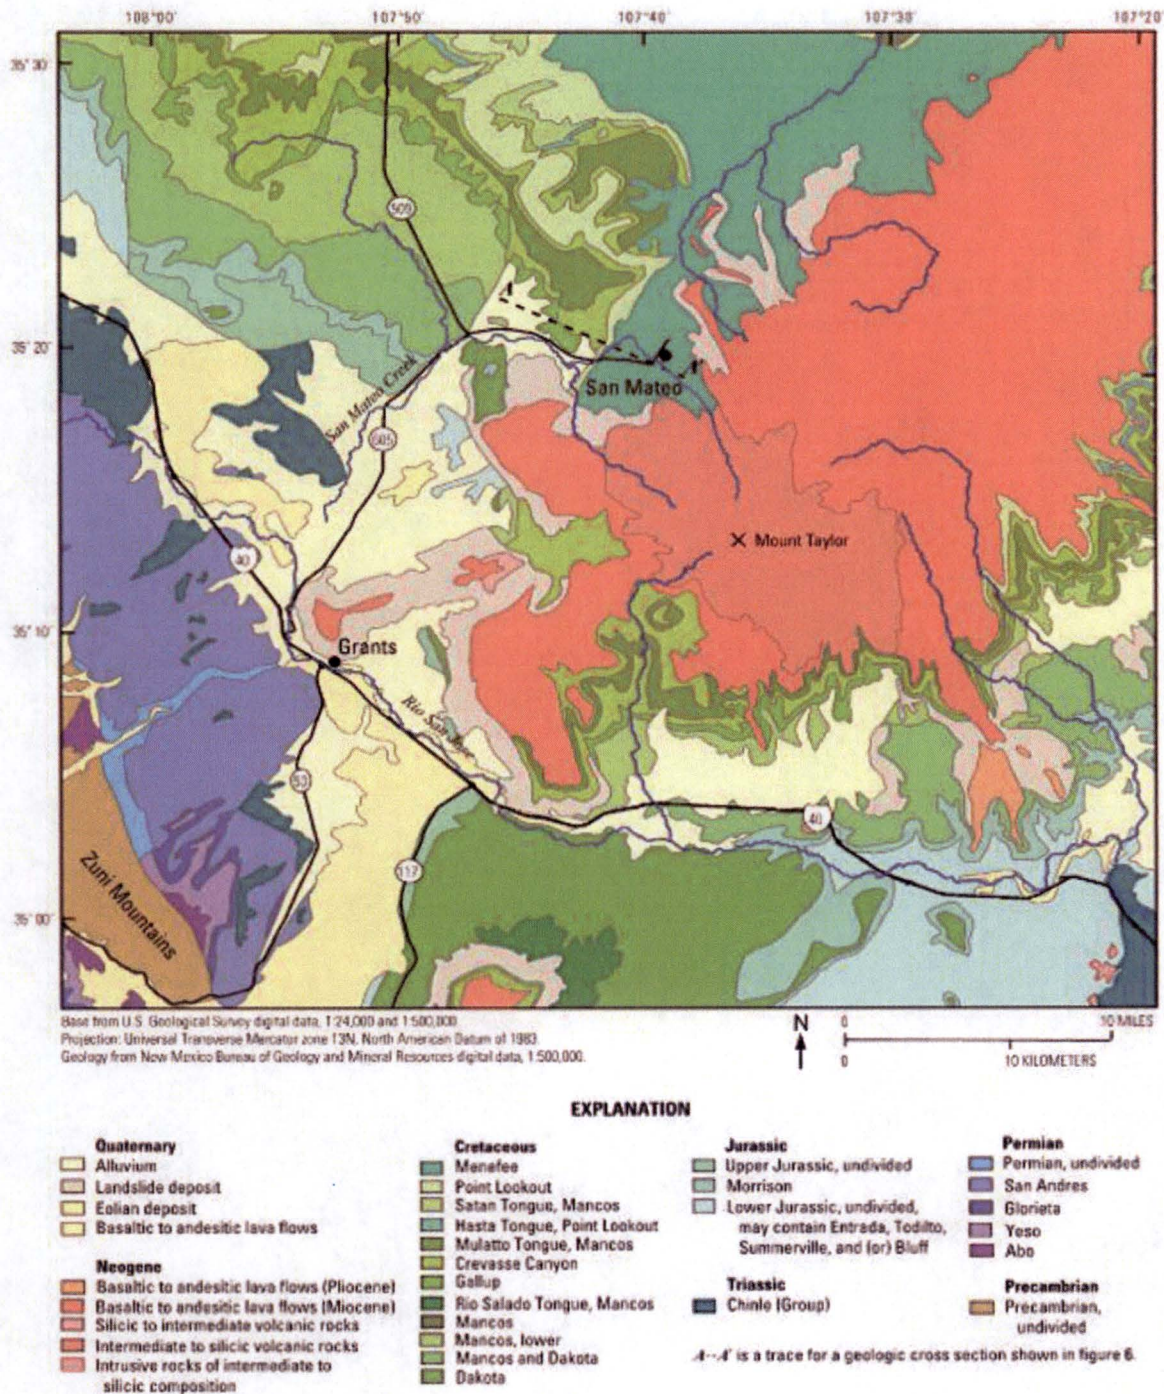 108°00' 107°50' 107°40' 107°30' 107°20'
35°30'
509
A
35°20'
San Mateo
San Mateo Creek
605
Mount Taylor
40
35°10'
Grants
Rio San Jose
53
40
Zuni Mountains
117
35°00'
Base from U.S. Geological Survey digital data, 1:24,000 and 1:500,000
Projection: Universal Transverse Mercator zone 13N, North American Datum of 1983.
Geology from New Mexico Bureau of Geology and Mineral Resources digital data, 1:500,000.
N
0 10 MILES
0 10 KILOMETERS
EXPLANATION
Quaternary
Alluvium
Landslide deposit
Eolian deposit
Basaltic to andesitic lava flows
Neogene
Basaltic to andesitic lava flows (Pliocene)
Basaltic to andesitic lava flows (Miocene)
Silicic to intermediate volcanic rocks
Intermediate to silicic volcanic rocks
Intrusive rocks of intermediate to
silicic composition
Cretaceous
Menefee
Point Lookout
Satan Tongue, Mancos
Hasta Tongue, Point Lookout
Mulatto Tongue, Mancos
Crevasse Canyon
Gallup
Rio Salado Tongue, Mancos
Mancos
Mancos, lower
Mancos and Dakota
Dakota
Jurassic
Upper Jurassic, undivided
Morrison
Lower Jurassic, undivided,
may contain Entrada, Todilto,
Summerville, and (or) Bluff
Triassic
Chinle (Group)
Permian
Permian, undivided
San Andres
Glorieta
Yeso
Abo
Precambrian
Precambrian,
undivided
A--A' is a trace for a geologic cross section shown in figure 6.